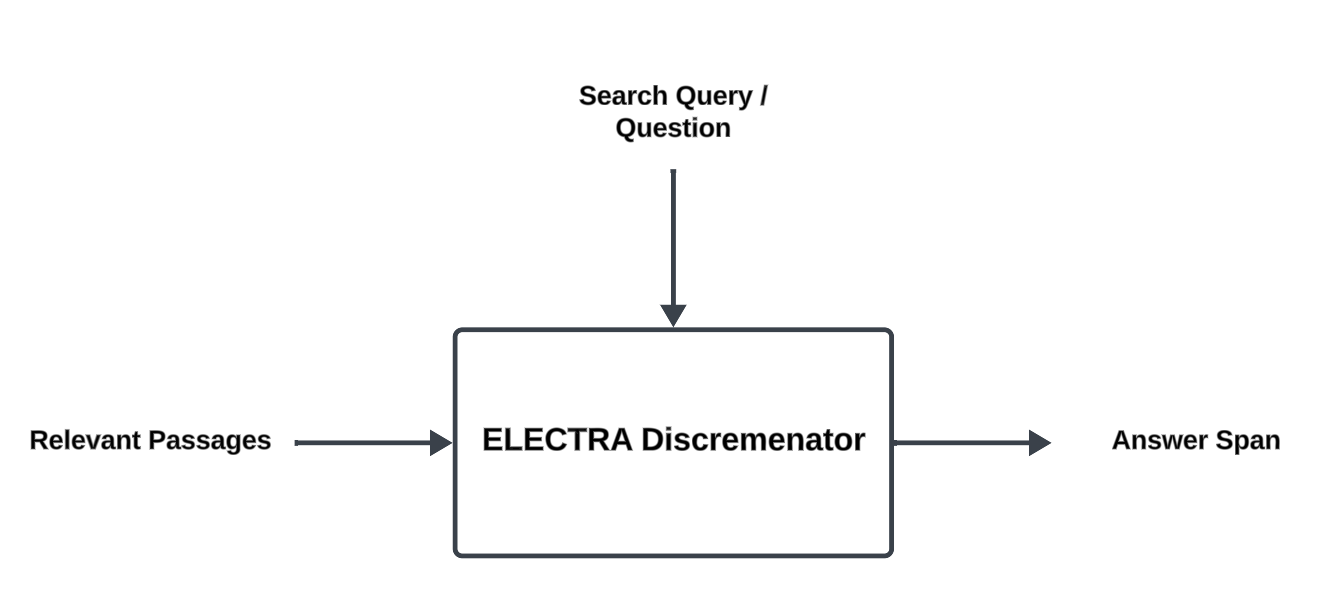 Search Query /
Question
Relevant Passages
ELECTRA Discremenator
Answer Span